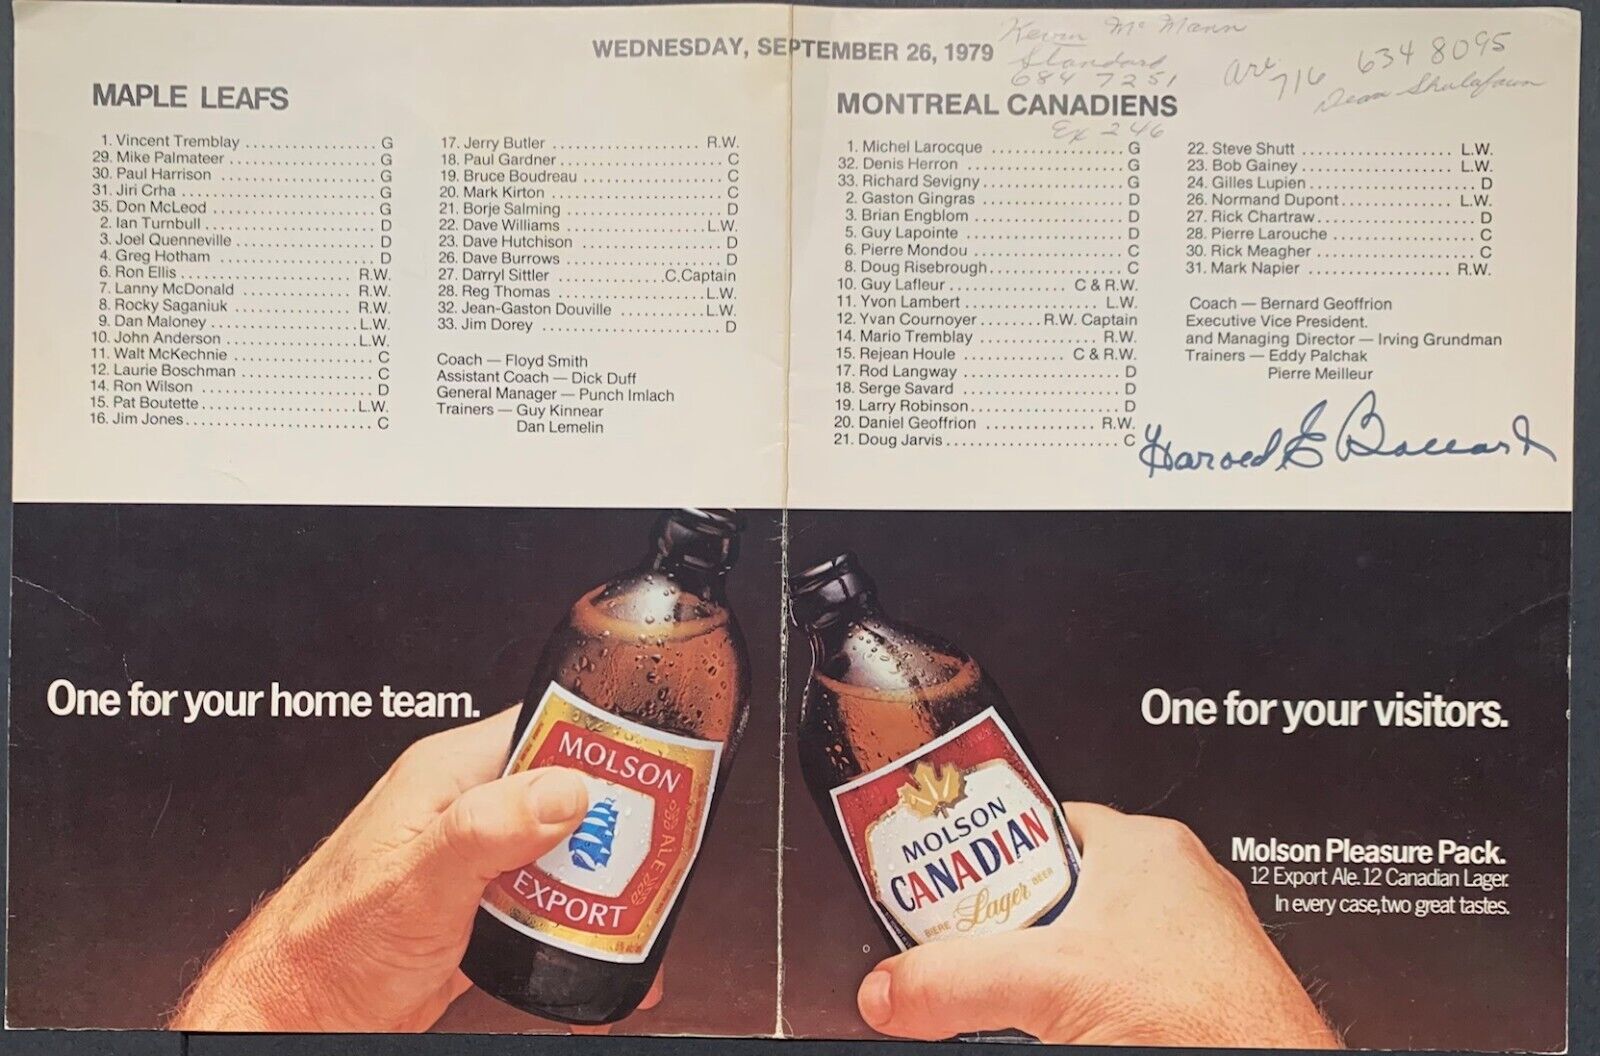 WEDNESDAY, SEPTEMBER 26, 1979
Kevin Mc Mann
Standard
684 7251
Ex 246
716 634 8095
Dean
MAPLE LEAFS
1. Vincent Tremblay ................. G
29. Mike Palmateer ................... G
30. Paul Harrison .................... G
31. Jiri Crha ........................ G
35. Don McLeod ...................... G
2. Ian Turnbull ....................... D
3. Joel Quenneville ................... D
4. Greg Hotham ...................... D
6. Ron Ellis ....................... R.W.
7. Lanny McDonald ................ R.W.
8. Rocky Saganiuk ................. R.W.
9. Dan Maloney .................... L.W.
10. John Anderson .................. L.W.
11. Walt McKechnie .................. C
12. Laurie Boschman ................. C
14. Ron Wilson ...................... D
15. Pat Boutette .................... L.W.
16. Jim Jones ........................ C
17. Jerry Butler ................... R.W.
18. Paul Gardner ...................... C
19. Bruce Boudreau ................... C
20. Mark Kirton ....................... C
21. Borje Salming ..................... D
22. Dave Williams .................. L.W.
23. Dave Hutchison ................... D
26. Dave Burrows ..................... D
27. Darryl Sittler ............. C,Captain
28. Reg Thomas ................... L.W.
32. Jean-Gaston Douville ........... L.W.
33. Jim Dorey ........................ D
Coach — Floyd Smith
Assistant Coach — Dick Duff
General Manager — Punch Imlach
Trainers — Guy Kinnear
Dan Lemelin
MONTREAL CANADIENS
1. Michel Larocque ................. G
32. Denis Herron .................... G
33. Richard Sevigny .................. G
2. Gaston Gingras ................... D
3. Brian Engblom .................... D
5. Guy Lapointe ..................... D
6. Pierre Mondou .................... C
8. Doug Risebrough .................. C
10. Guy Lafleur ............... C & R.W.
11. Yvon Lambert ................... L.W.
12. Yvan Cournoyer ........ R.W. Captain
14. Mario Tremblay ................ R.W.
15. Rejean Houle ............. C & R.W.
17. Rod Langway ..................... D
18. Serge Savard .................... D
19. Larry Robinson ................... D
20. Daniel Geoffrion .............. R.W.
21. Doug Jarvis ...................... C
22. Steve Shutt .................... L.W.
23. Bob Gainey .................... L.W.
24. Gilles Lupien ..................... D
26. Normand Dupont ............... L.W.
27. Rick Chartraw .................... D
28. Pierre Larouche ................... C
30. Rick Meagher ..................... C
31. Mark Napier .................. R.W.
Coach — Bernard Geoffrion
Executive Vice President.
and Managing Director — Irving Grundman
Trainers — Eddy Palchak
Pierre Meilleur
Harold E Ballard
One for your home team.
MOLSON
ALE
EXPORT
One for your visitors.
MOLSON
CANADIAN
Lager BEER
BIERE
Molson Pleasure Pack.
12 Export Ale. 12 Canadian Lager.
In every case, two great tastes.